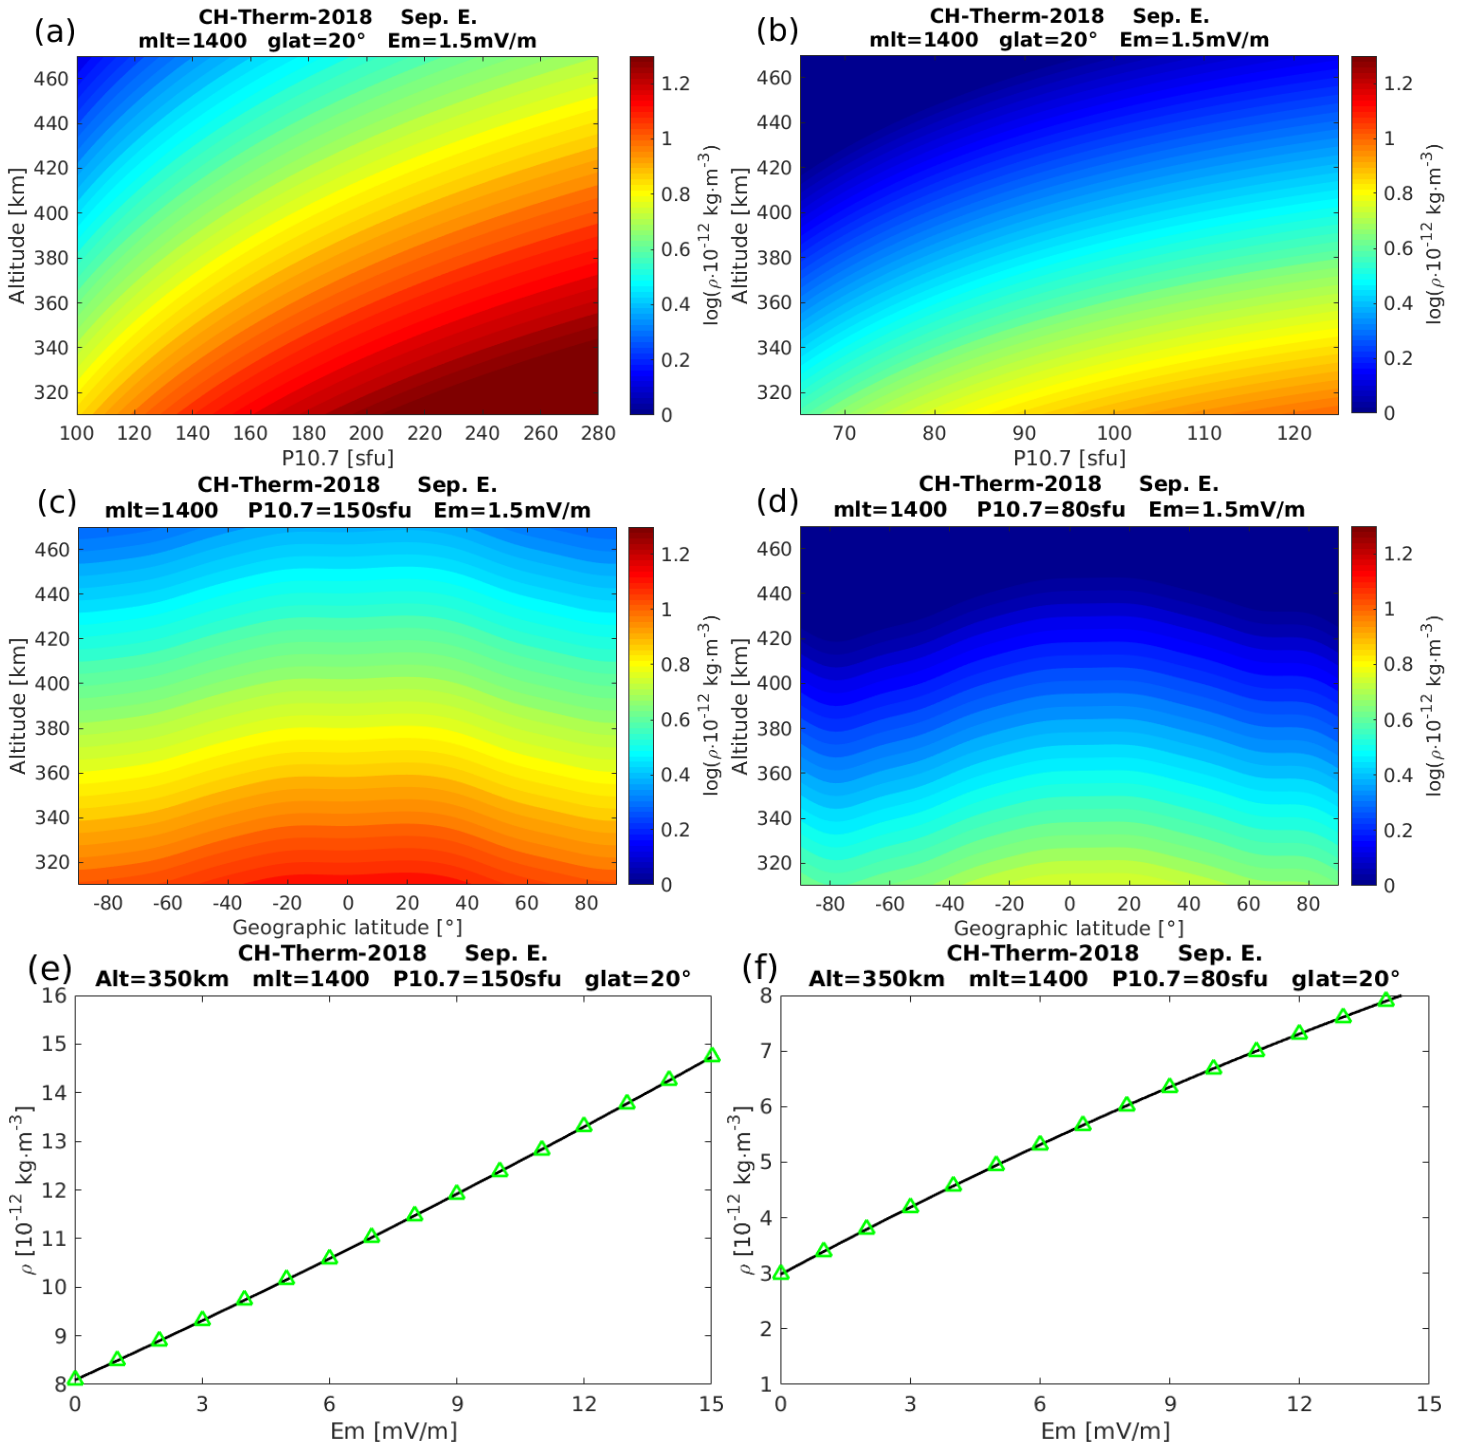 (a) CH-Therm-2018 Sep. E.
mlt=1400 glat=20° Em=1.5mV/m
460
440
420
400
380
360
340
320
Altitude [km]
100 120 140 160 180 200 220 240 260 280
P10.7 [sfu]
1.2
1
0.8
0.6
0.4
0.2
0
log(ρ·10-12 kg·m-3)
(b) CH-Therm-2018 Sep. E.
mlt=1400 glat=20° Em=1.5mV/m
460
440
420
400
380
360
340
320
Altitude [km]
70 80 90 100 110 120
P10.7 [sfu]
1.2
1
0.8
0.6
0.4
0.2
0
log(ρ·10-12 kg·m-3)
(c) CH-Therm-2018 Sep. E.
mlt=1400 P10.7=150sfu Em=1.5mV/m
460
440
420
400
380
360
340
320
Altitude [km]
-80 -60 -40 -20 0 20 40 60 80
Geographic latitude [°]
1.2
1
0.8
0.6
0.4
0.2
0
log(ρ·10-12 kg·m-3)
(d) CH-Therm-2018 Sep. E.
mlt=1400 P10.7=80sfu Em=1.5mV/m
460
440
420
400
380
360
340
320
Altitude [km]
-80 -60 -40 -20 0 20 40 60 80
Geographic latitude [°]
1.2
1
0.8
0.6
0.4
0.2
0
log(ρ·10-12 kg·m-3)
(e) CH-Therm-2018 Sep. E.
Alt=350km mlt=1400 P10.7=150sfu glat=20°
16
15
14
13
12
11
10
9
8
ρ [10-12 kg·m-3]
0 3 6 9 12 15
Em [mV/m]
(f) CH-Therm-2018 Sep. E.
Alt=350km mlt=1400 P10.7=80sfu glat=20°
8
7
6
5
4
3
2
1
ρ [10-12 kg·m-3]
0 3 6 9 12 15
Em [mV/m]